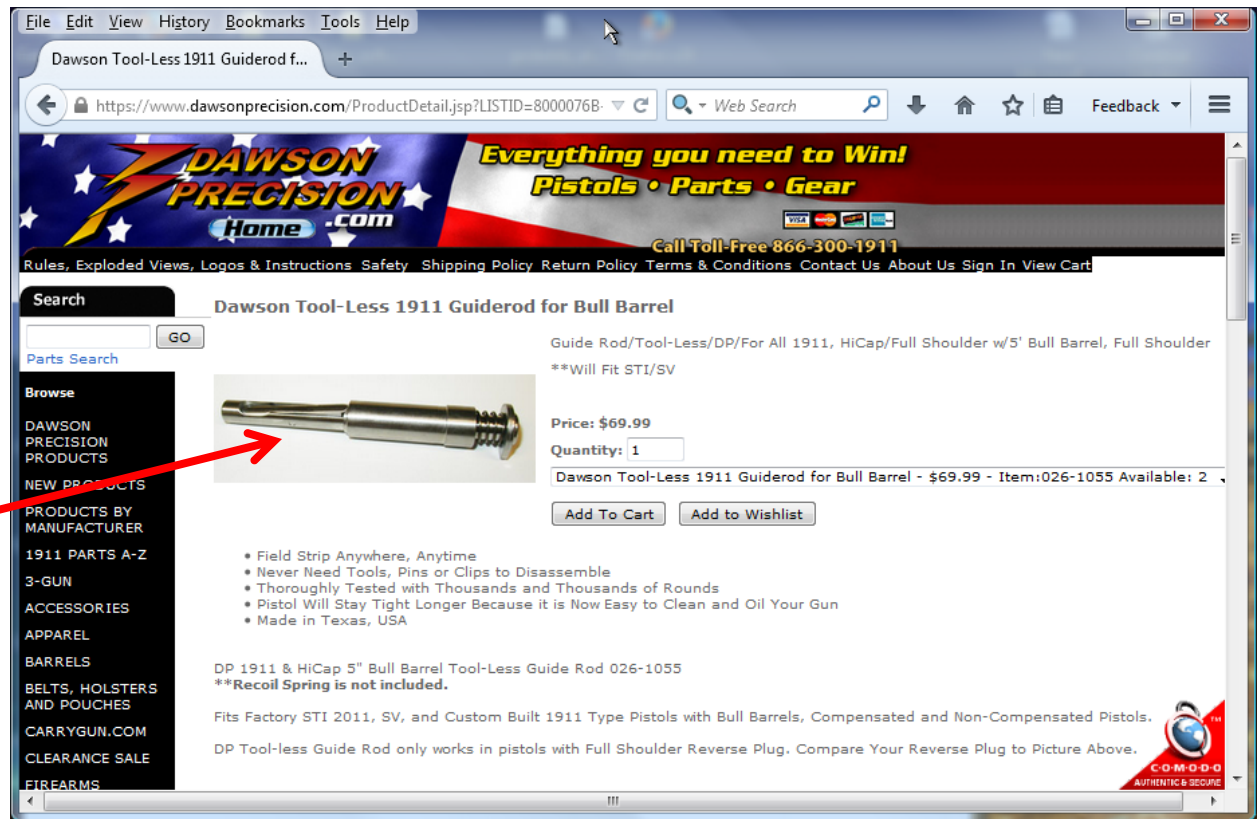 File Edit View History Bookmarks Tools Help
Dawson Tool-Less 1911 Guiderod f...
https://www.dawsonprecision.com/ProductDetail.jsp?LISTID=8000076B-
Web Search
Feedback
DAWSON
PRECISION
.com
Home
Everything you need to Win!
Pistols • Parts • Gear
VISA
Call Toll-Free 866-300-1911
Rules, Exploded Views, Logos & Instructions Safety Shipping Policy Return Policy Terms & Conditions Contact Us About Us Sign In View Cart
Search
GO
Parts Search
Browse
DAWSON
PRECISION
PRODUCTS
NEW PRODUCTS
PRODUCTS BY
MANUFACTURER
1911 PARTS A-Z
3-GUN
ACCESSORIES
APPAREL
BARRELS
BELTS, HOLSTERS
AND POUCHES
CARRYGUN.COM
CLEARANCE SALE
FIREARMS
Dawson Tool-Less 1911 Guiderod for Bull Barrel
Guide Rod/Tool-Less/DP/For All 1911, HiCap/Full Shoulder w/5' Bull Barrel, Full Shoulder
**Will Fit STI/SV
Price: $69.99
Quantity: 1
Dawson Tool-Less 1911 Guiderod for Bull Barrel - $69.99 - Item:026-1055 Available: 2
Add To Cart Add to Wishlist
• Field Strip Anywhere, Anytime
• Never Need Tools, Pins or Clips to Disassemble
• Thoroughly Tested with Thousands and Thousands of Rounds
• Pistol Will Stay Tight Longer Because it is Now Easy to Clean and Oil Your Gun
• Made in Texas, USA
DP 1911 & HiCap 5" Bull Barrel Tool-Less Guide Rod 026-1055
**Recoil Spring is not included.
Fits Factory STI 2011, SV, and Custom Built 1911 Type Pistols with Bull Barrels, Compensated and Non-Compensated Pistols.
DP Tool-less Guide Rod only works in pistols with Full Shoulder Reverse Plug. Compare Your Reverse Plug to Picture Above.
TM
C·O·M·O·D·O
AUTHENTIC & SECURE